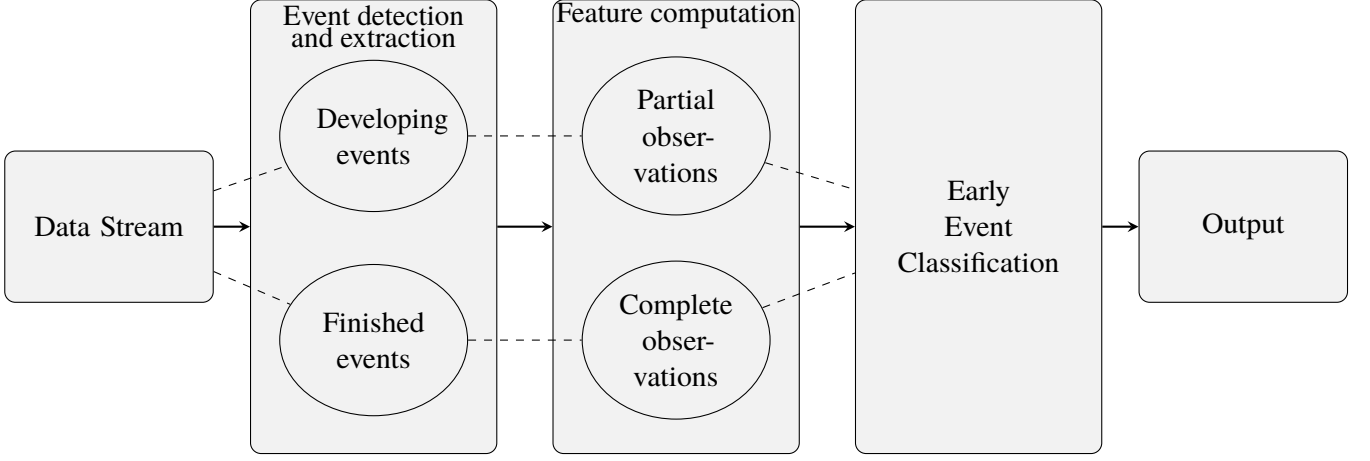 Data Stream
Event detection
and extraction
Developing
events
Finished
events
Feature computation
Partial
obser-
vations
Complete
obser-
vations
Early
Event
Classification
Output